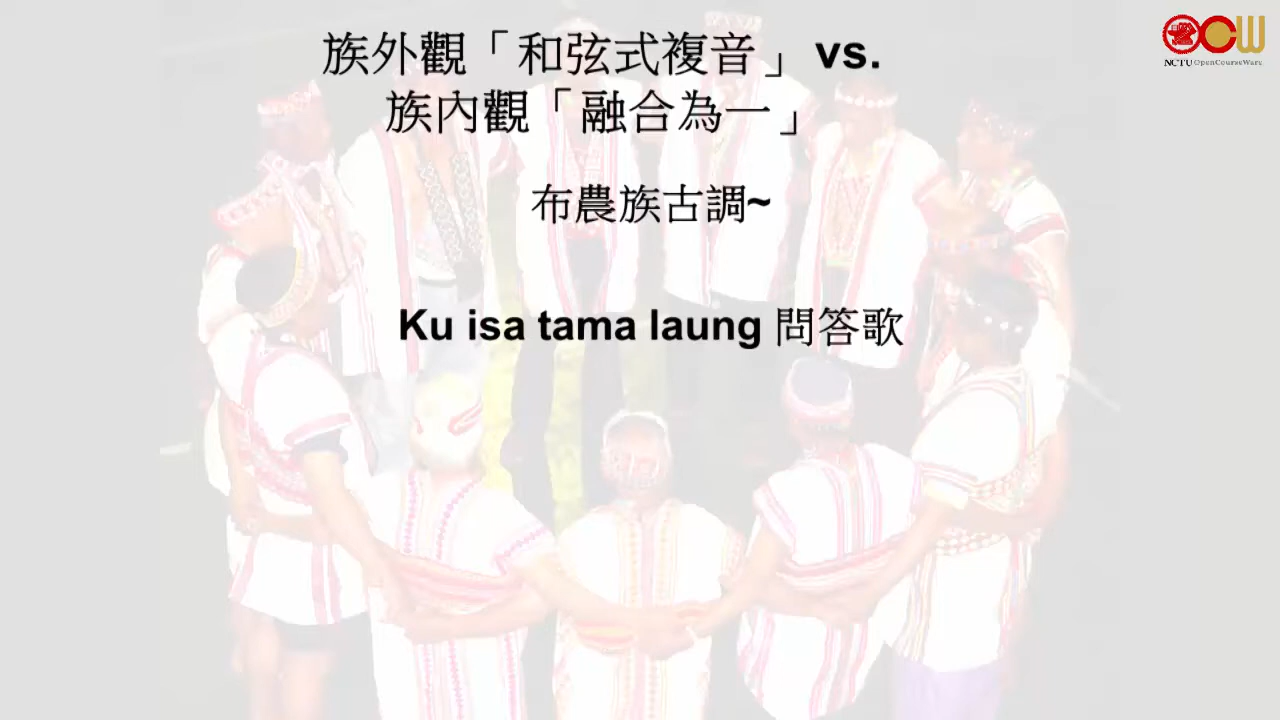 族外觀「和弦式複音」vs.
族內觀「融合為一」
布農族古調~
Ku isa tama laung 問答歌
OCW
NCTU OpenCourseWare